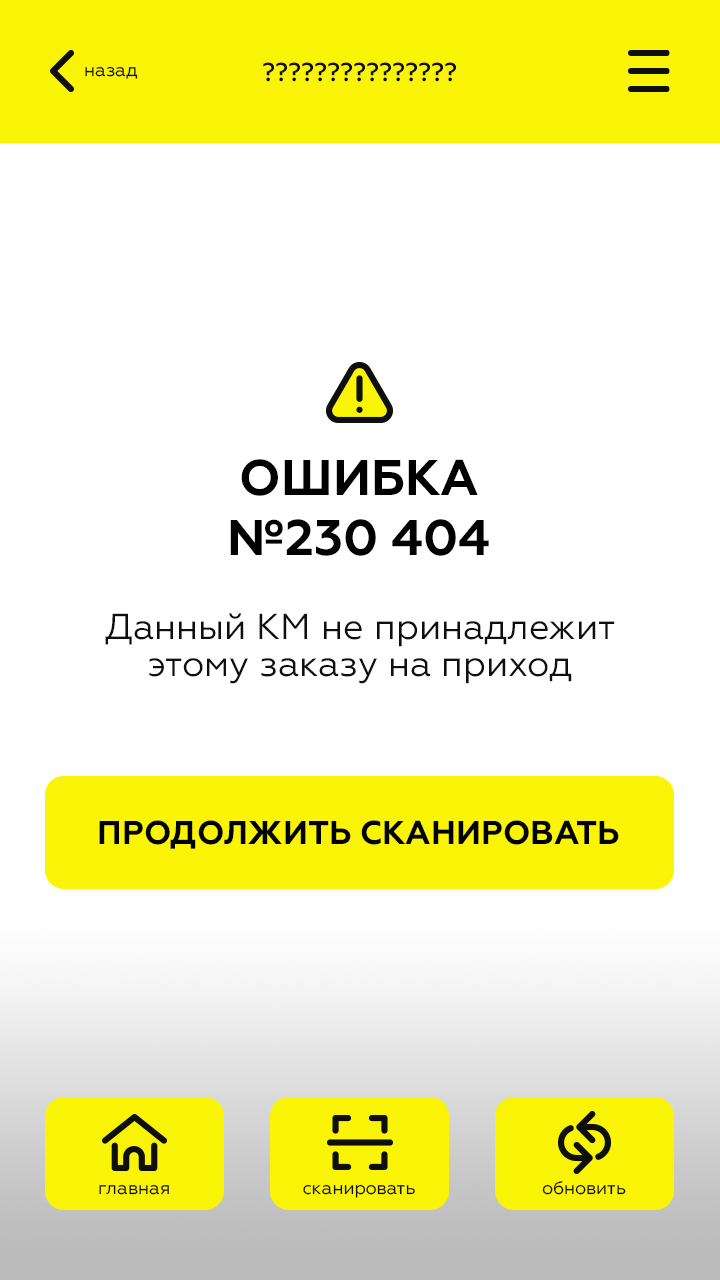 назад
???????????????
ОШИБКА
№230 404
Данный КМ не принадлежит
этому заказу на приход
ПРОДОЛЖИТЬ СКАНИРОВАТЬ
главная
сканировать
обновить